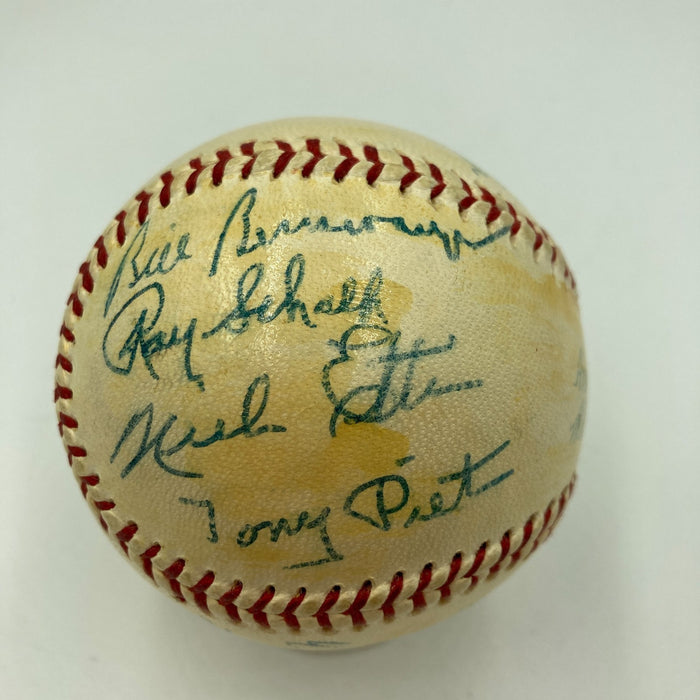 Bill
Ray Schalk
Nick Etten
Tony Piet